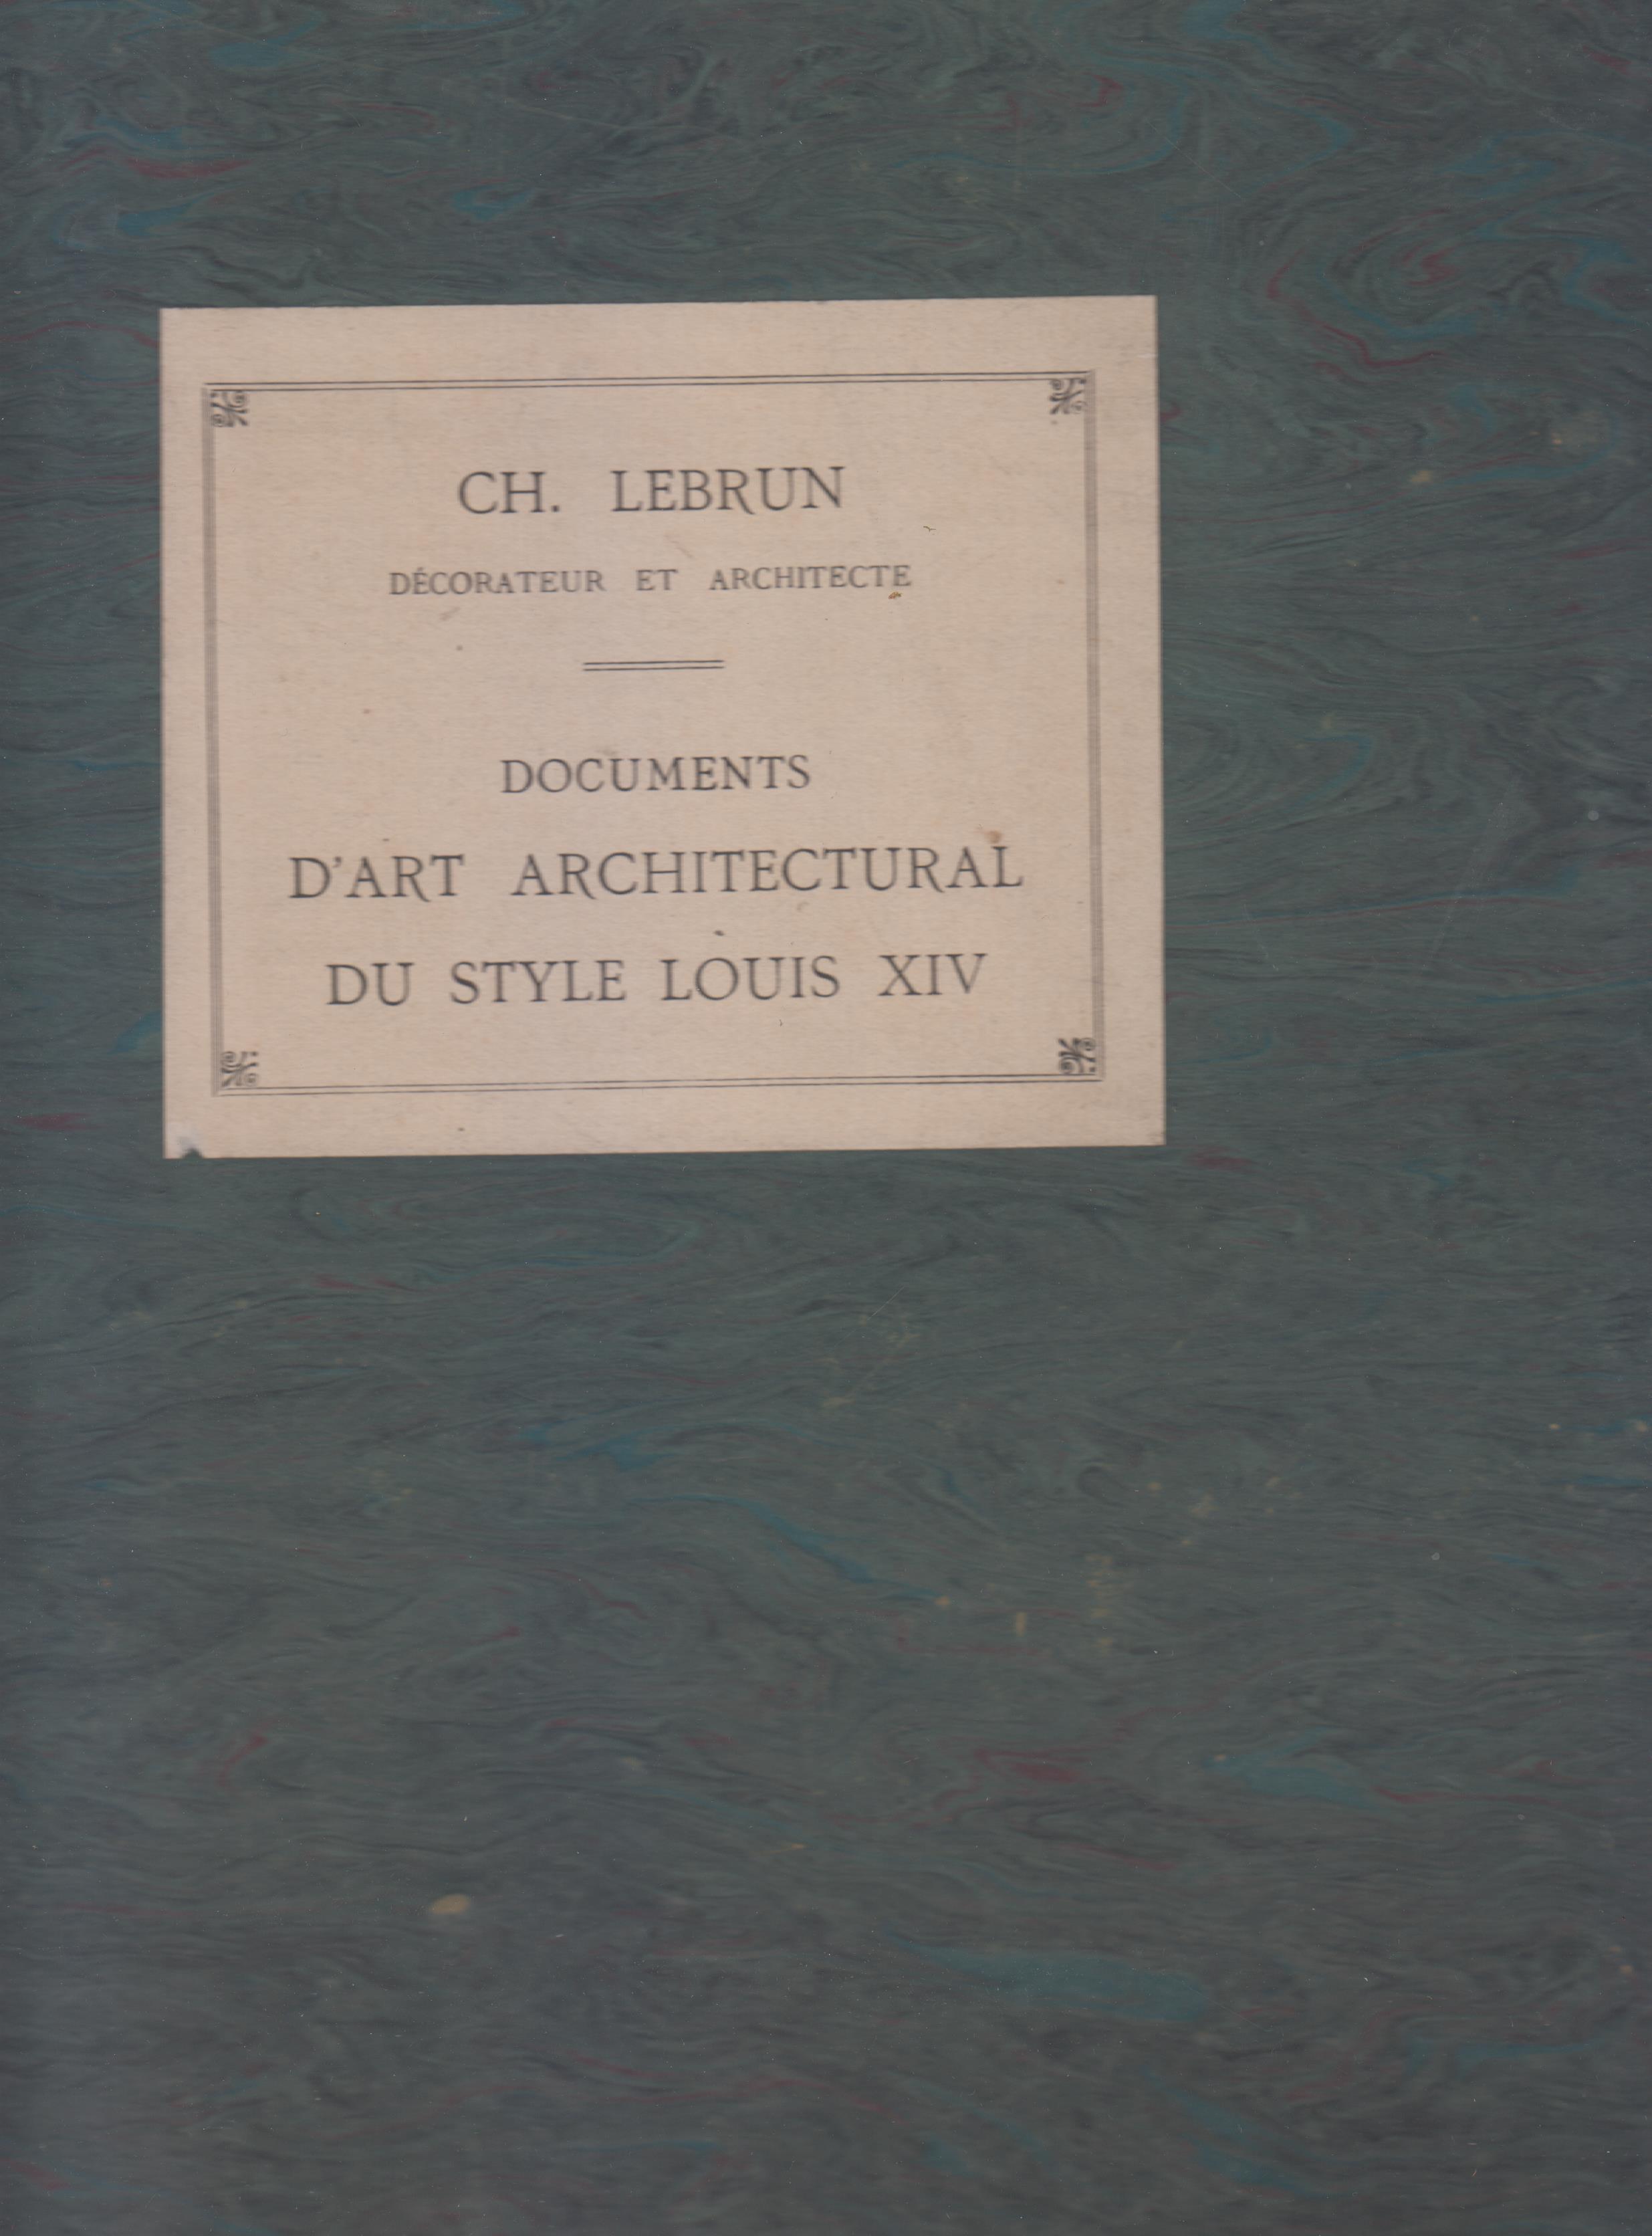 CH. LEBRUN
DÉCORATEUR ET ARCHITECTE
DOCUMENTS
D'ART ARCHITECTURAL
DU STYLE LOUIS XIV